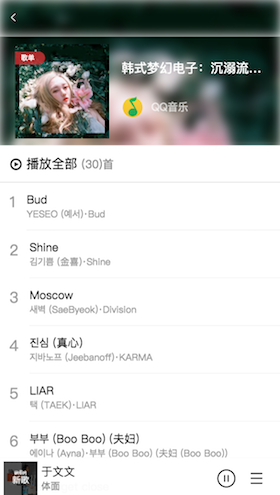 歌单
韩式梦幻电子：沉溺流...
QQ音乐
播放全部 (30)首
1 Bud
YESEO (예서)·Bud
2 Shine
김기쁨 (金喜)·Shine
3 Moscow
새벽 (SaeByeok)·Division
4 진심 (真心)
지바노프 (Jeebanoff)·KARMA
5 LIAR
택 (TAEK)·LIAR
6 부부 (Boo Boo) (夫妇)
에이나 (Ayna)·부부 (Boo Boo) (夫妇 (Boo Boo))
新歌
于文文
体面